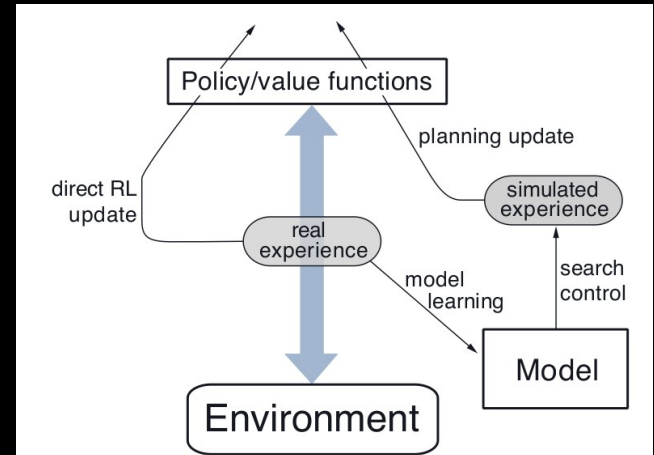 Policy/value functions
planning update
direct RL
update
simulated
experience
real
experience
model
learning
search
control
Model
Environment